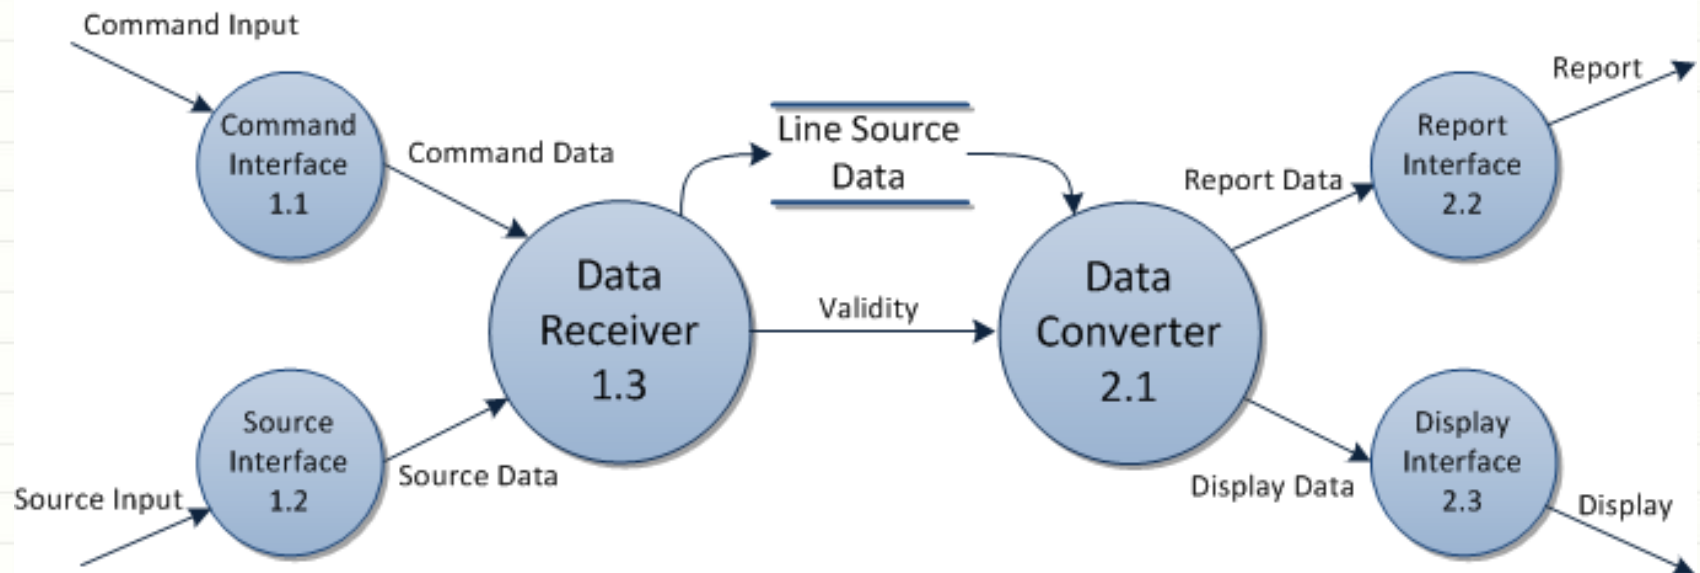 Command Input
Command
Interface
1.1
Command Data
Source
Interface
1.2
Source Input
Source Data
Data
Receiver
1.3
Line Source
Data
Validity
Data
Converter
2.1
Report Data
Report
Interface
2.2
Report
Display Data
Display
Interface
2.3
Display